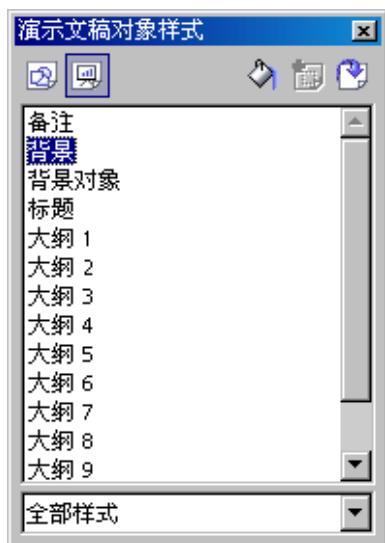 演示文稿对象样式
备注
背景
背景对象
标题
大纲 1
大纲 2
大纲 3
大纲 4
大纲 5
大纲 6
大纲 7
大纲 8
大纲 9
全部样式